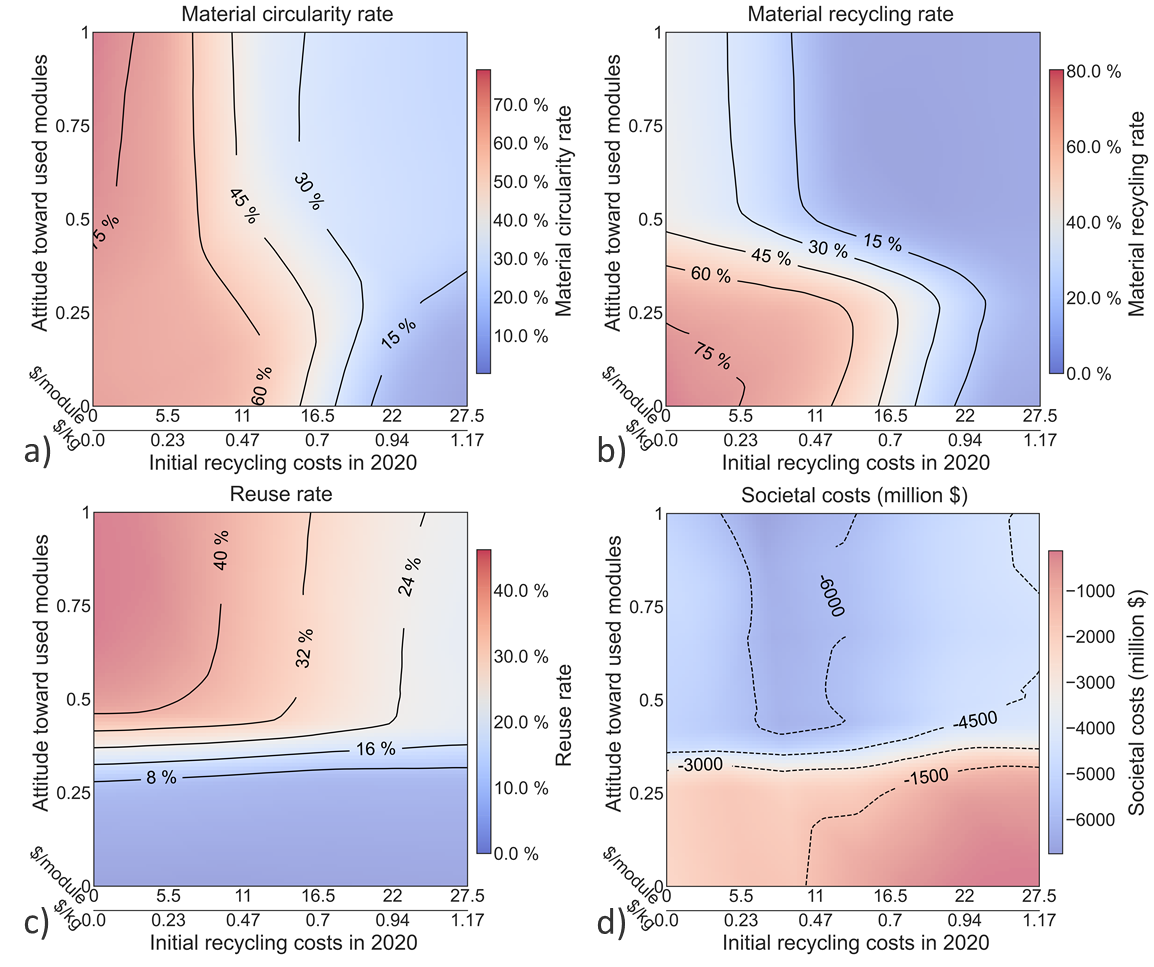 Material circularity rate
1
0.75
0.5
0.25
0
Attitude toward used modules
75 %
60 %
45 %
30 %
15 %
70.0 %
60.0 %
50.0 %
40.0 %
30.0 %
20.0 %
10.0 %
Material circularity rate
$/module
0 5.5 11 16.5 22 27.5
$/kg
0.0 0.23 0.47 0.7 0.94 1.17
Initial recycling costs in 2020
a)
Material recycling rate
1
0.75
0.5
0.25
0
Attitude toward used modules
15 %
30 %
45 %
60 %
75 %
80.0 %
60.0 %
40.0 %
20.0 %
0.0 %
Material recycling rate
$/module
0 5.5 11 16.5 22 27.5
$/kg
0.0 0.23 0.47 0.7 0.94 1.17
Initial recycling costs in 2020
b)
Reuse rate
1
0.75
0.5
0.25
0
Attitude toward used modules
40 %
32 %
24 %
16 %
8 %
40.0 %
30.0 %
20.0 %
10.0 %
0.0 %
Reuse rate
$/module
0 5.5 11 16.5 22 27.5
$/kg
0.0 0.23 0.47 0.7 0.94 1.17
Initial recycling costs in 2020
c)
Societal costs (million $)
1
0.75
0.5
0.25
0
Attitude toward used modules
-6000
-4500
-3000
-1500
−1000
−2000
−3000
−4000
−5000
−6000
Societal costs (million $)
$/module
0 5.5 11 16.5 22 27.5
$/kg
0.0 0.23 0.47 0.7 0.94 1.17
Initial recycling costs in 2020
d)